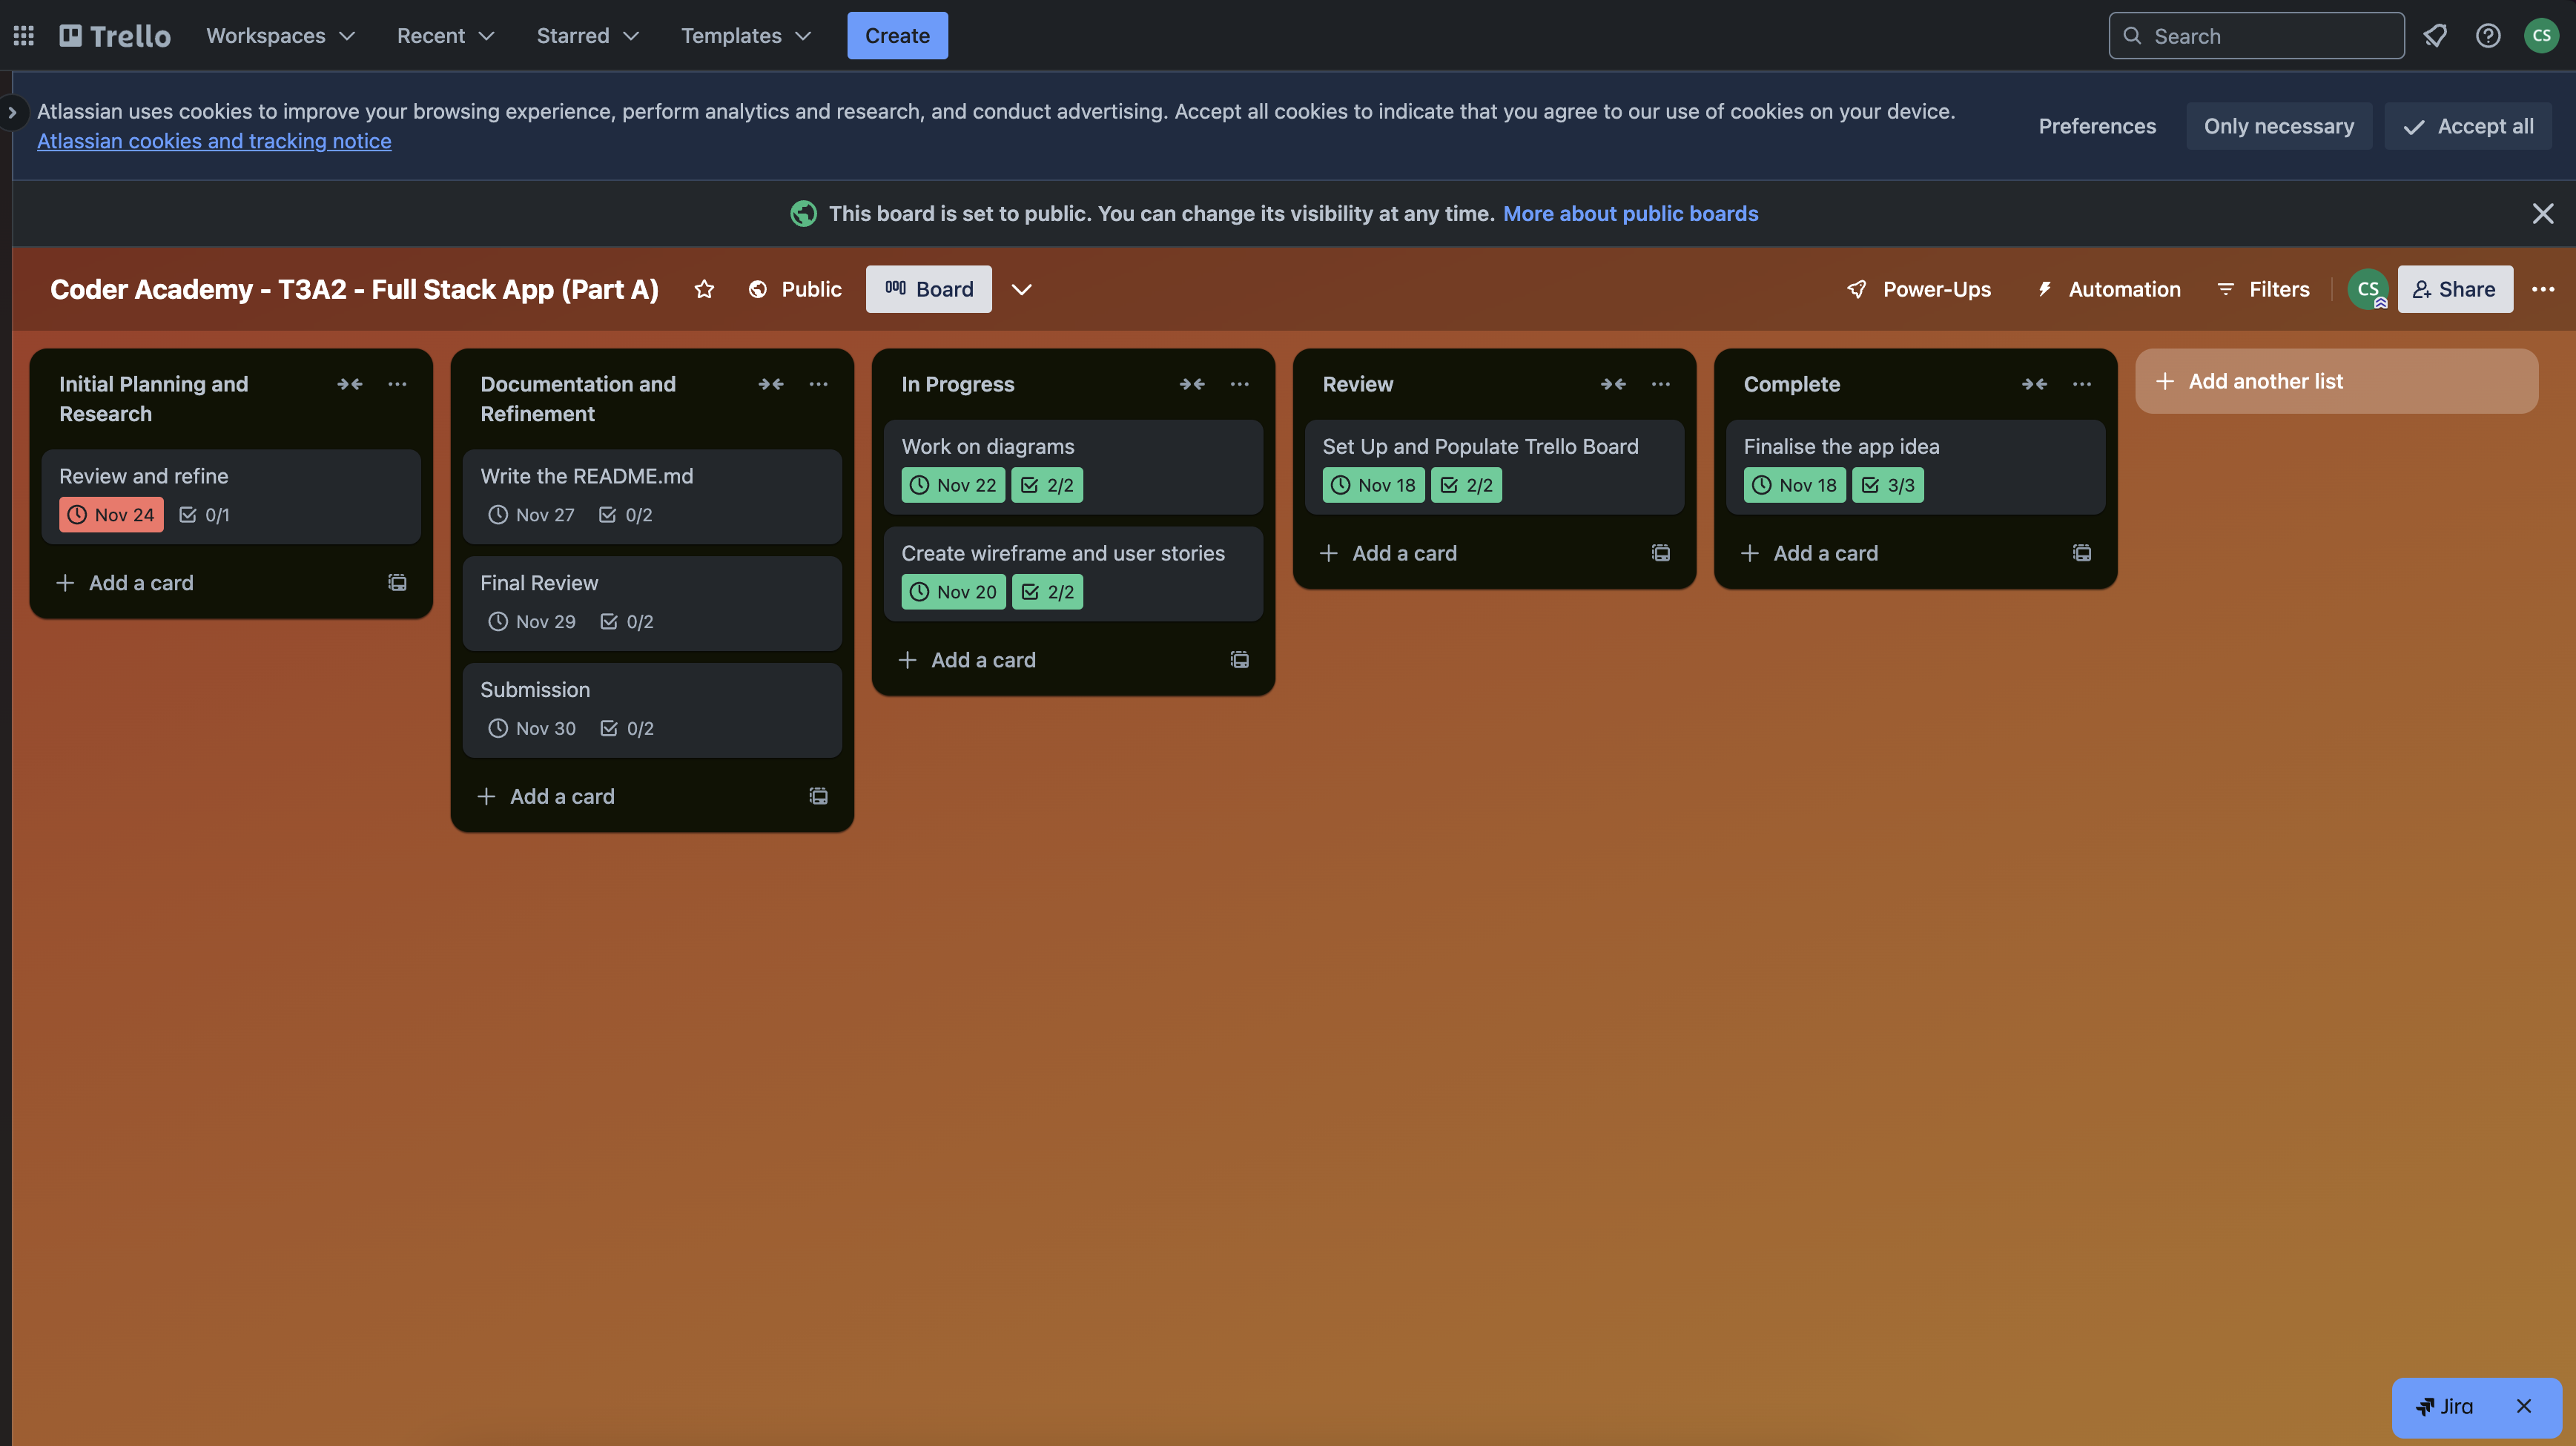 Trello
Workspaces
Recent
Starred
Templates
Create
Search
CS
Atlassian uses cookies to improve your browsing experience, perform analytics and research, and conduct advertising. Accept all cookies to indicate that you agree to our use of cookies on your device.
Atlassian cookies and tracking notice
Preferences
Only necessary
Accept all
This board is set to public. You can change its visibility at any time. More about public boards
Coder Academy - T3A2 - Full Stack App (Part A)
Public
Board
Power-Ups
Automation
Filters
CS
Share
Initial Planning and
Research
Review and refine
Nov 24 0/1
Add a card
Documentation and
Refinement
Write the README.md
Nov 27 0/2
Final Review
Nov 29 0/2
Submission
Nov 30 0/2
Add a card
In Progress
Work on diagrams
Nov 22 2/2
Create wireframe and user stories
Nov 20 2/2
Add a card
Review
Set Up and Populate Trello Board
Nov 18 2/2
Add a card
Complete
Finalise the app idea
Nov 18 3/3
Add a card
Add another list
Jira